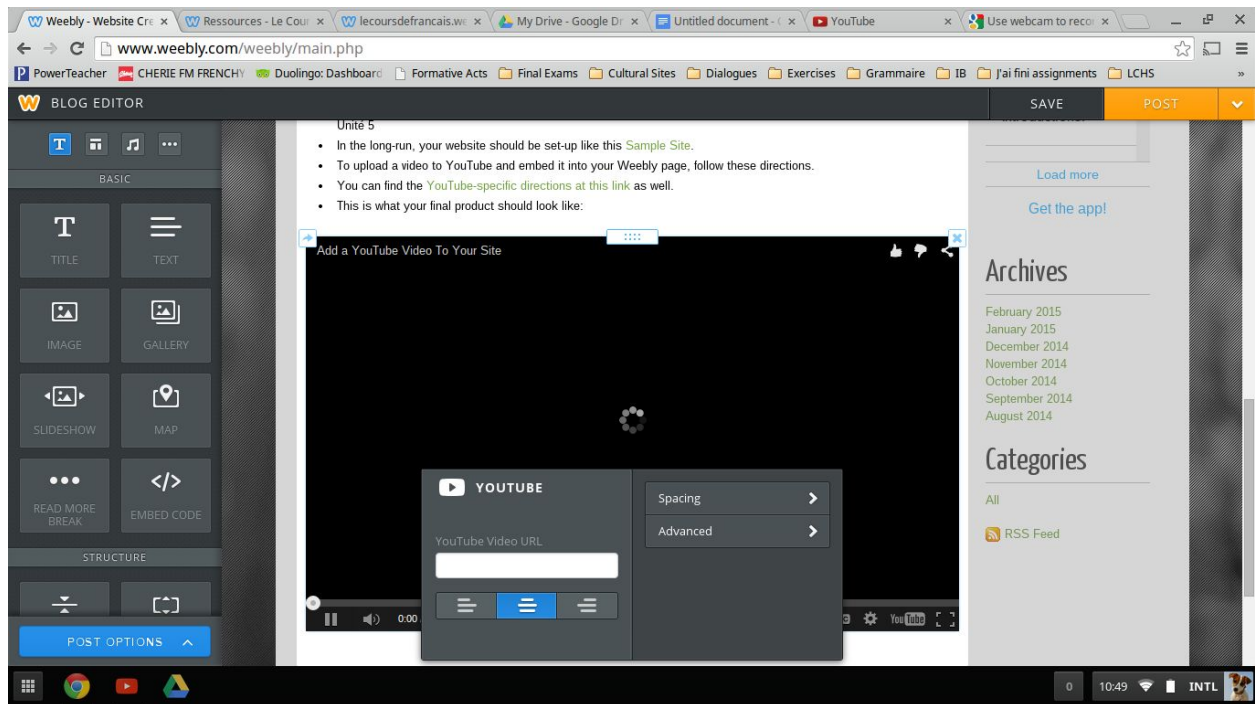 Weebly - Website Cre
Ressources - Le Cour
lecoursdefrancais.we
My Drive - Google Dr
Untitled document - (
YouTube
Use webcam to recor
www.weebly.com/weebly/main.php
PowerTeacher
CHERIE FM FRENCHY
Duolingo: Dashboard
Formative Acts
Final Exams
Cultural Sites
Dialogues
Exercises
Grammaire
IB
J'ai fini assignments
LCHS
»
BLOG EDITOR
SAVE
POST
BASIC
TITLE
TEXT
IMAGE
GALLERY
SLIDESHOW
MAP
READ MORE
BREAK
EMBED CODE
STRUCTURE
POST OPTIONS
Unité 5
• In the long-run, your website should be set-up like this Sample Site.
• To upload a video to YouTube and embed it into your Weebly page, follow these directions.
• You can find the YouTube-specific directions at this link as well.
• This is what your final product should look like:
Add a YouTube Video To Your Site
YOUTUBE
YouTube Video URL
Spacing
Advanced
0:00
YouTube
Load more
Get the app!
Archives
February 2015
January 2015
December 2014
November 2014
October 2014
September 2014
August 2014
Categories
All
RSS Feed
0
10:49
INTL